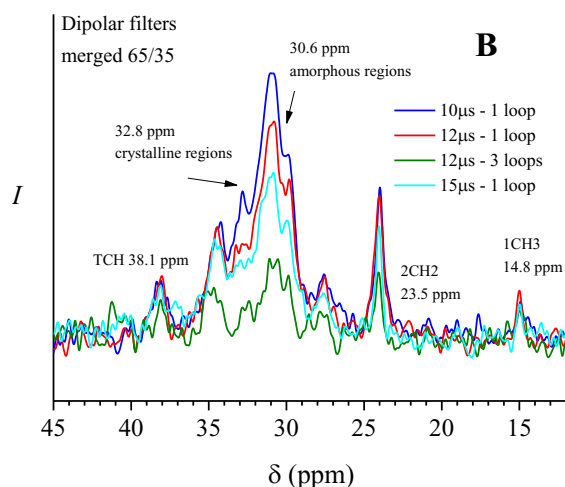 Dipolar filters
merged 65/35
30.6 ppm
amorphous regions
B
32.8 ppm
crystalline regions
10μs - 1 loop
12μs - 1 loop
12μs - 3 loops
15μs - 1 loop
I
TCH 38.1 ppm
2CH2
23.5 ppm
1CH3
14.8 ppm
45 40 35 30 25 20 15
δ (ppm)